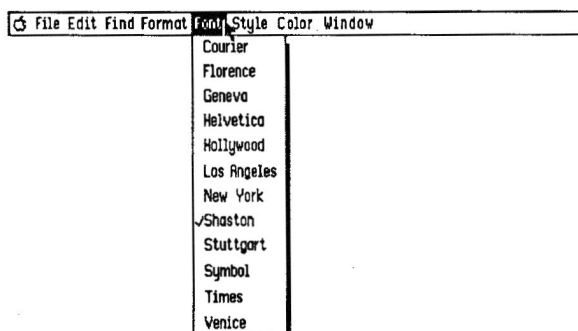 File Edit Find Format Font Style Color Window
Courier
Florence
Geneva
Helvetica
Hollywood
Los Angeles
New York
✓Shaston
Stuttgart
Symbol
Times
Venice